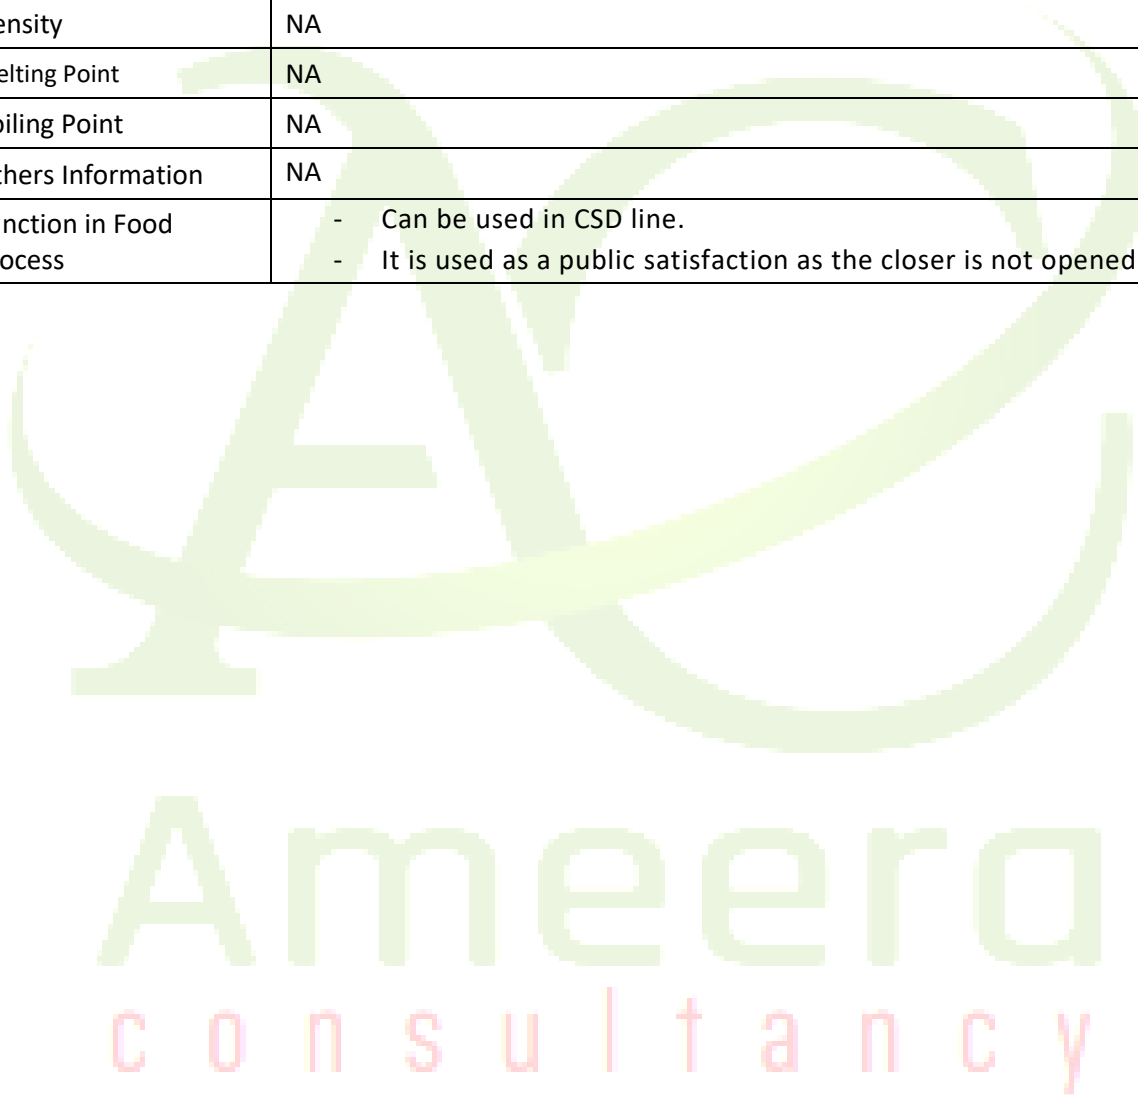 ensity NA
elting Point NA
oiling Point NA
thers Information NA
nction in Food - Can be used in CSD line.
ocess - It is used as a public satisfaction as the closer is not opened
Ameera
consultancy